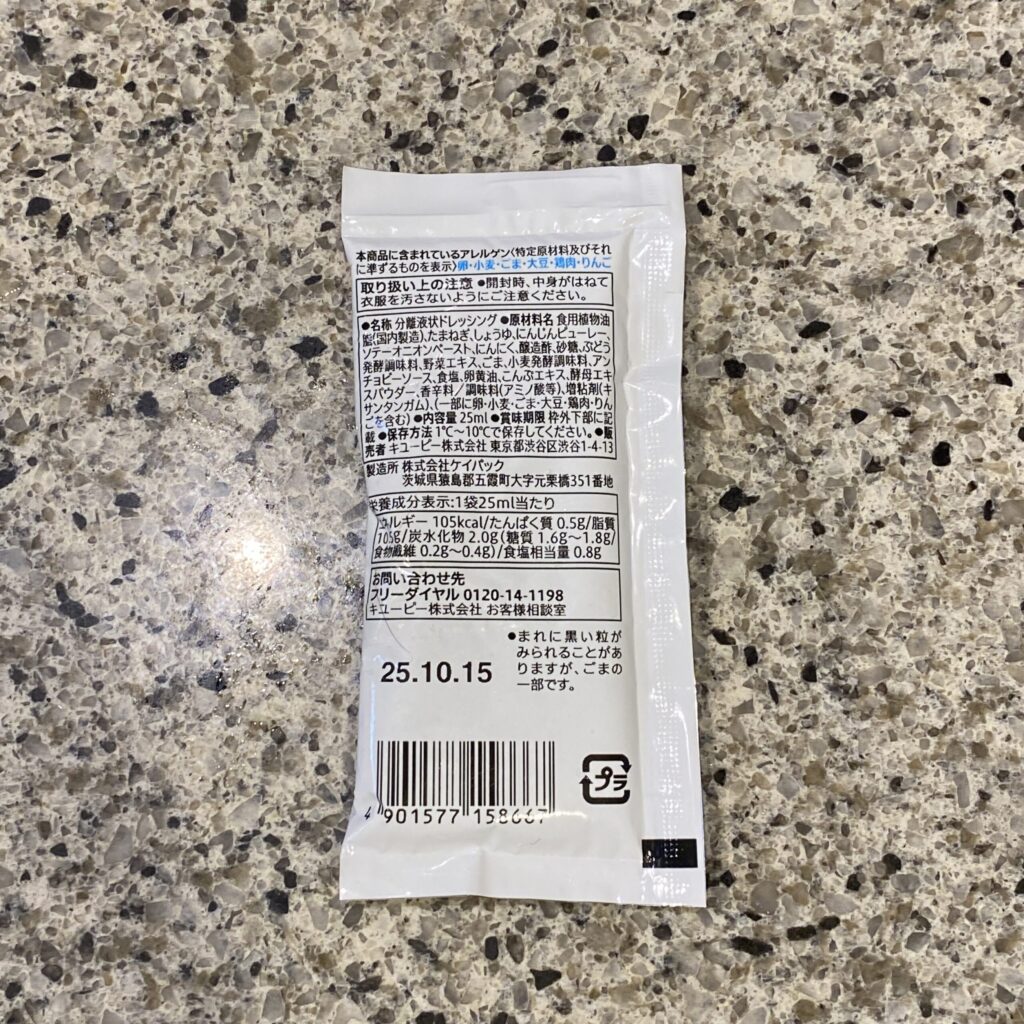 本商品に含まれているアレルゲン〈特定原材料及びそれ
に準ずるものを表示〉卵・小麦・ごま・大豆・鶏肉・りんご
取り扱い上の注意 ●開封時、中身がはねて
衣服を汚さないようにご注意ください。
●名称 分離液状ドレッシング ●原材料名 食用植物油
脂(国内製造)、たまねぎ、しょうゆ、にんじんピューレー、
ソテーオニオンペースト、にんにく、醸造酢、砂糖、ぶどう
発酵調味料、野菜エキス、ごま、小麦発酵調味料、アン
チョビーソース、食塩、卵黄油、こんぶエキス、酵母エキ
スパウダー、香辛料／調味料(アミノ酸等)、増粘剤(キ
サンタンガム)、(一部に卵・小麦・ごま・大豆・鶏肉・りん
ごを含む) ●内容量 25ml ●賞味期限 枠外下部に記
載 ●保存方法 1℃～10℃で保存してください。●販
売者 キユーピー株式会社 東京都渋谷区渋谷1-4-13
製造所 株式会社ケイパック
茨城県猿島郡五霞町大字元栗橋351番地
栄養成分表示:1袋25ml当たり
エネルギー 105kcal/たんぱく質 0.5g/脂質
10.5g/炭水化物 2.0g(糖質 1.6g～1.8g/
食物繊維 0.2g～0.4g)/食塩相当量 0.8g
お問い合わせ先
フリーダイヤル 0120-14-1198
キユーピー株式会社 お客様相談室
●まれに黒い粒が
みられることがあ
りますが、ごまの
一部です。
25.10.15
プラ
4 901577 158667